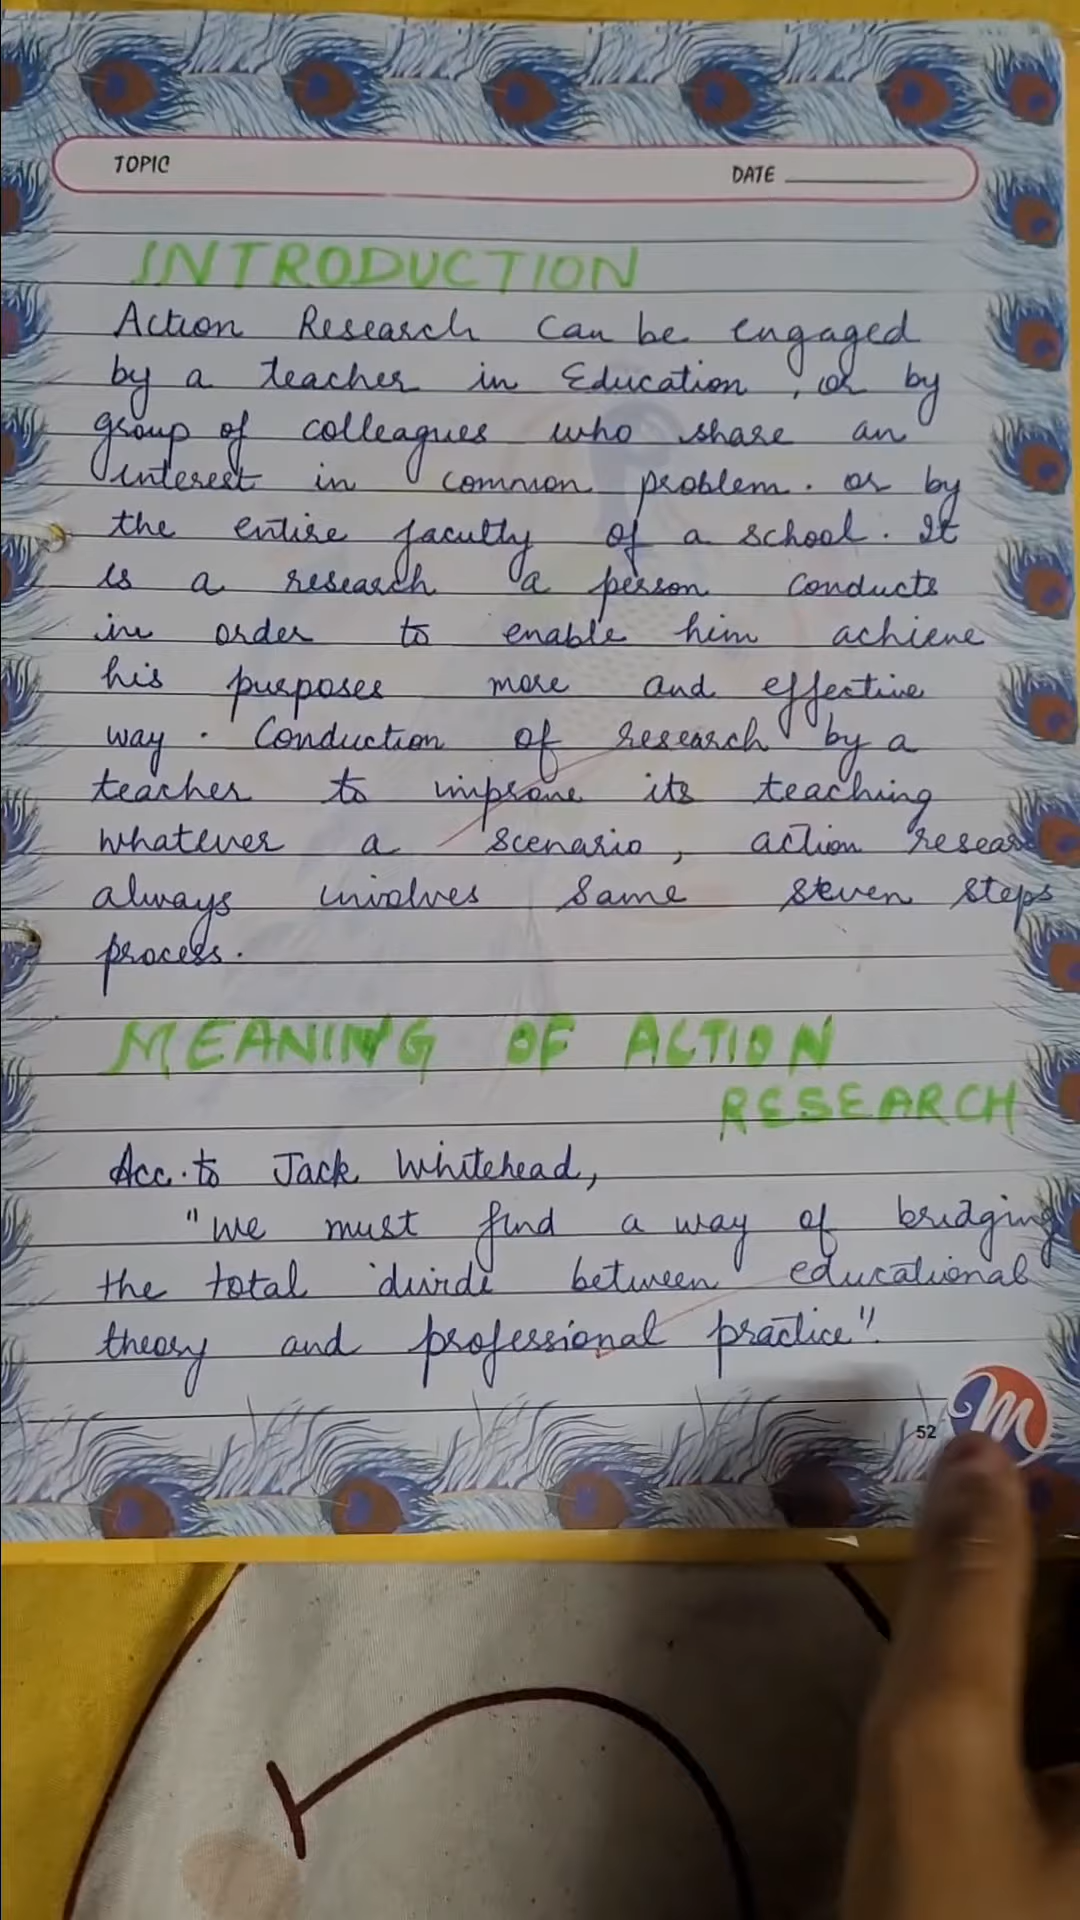 TOPIC
DATE
INTRODUCTION
Action Research can be engaged
by a teacher in Education, or by
group of colleagues who share an
interest in common problem. or by
the entire faculty of a school. It
is a research a person conducts
in order to enable him achieve
his purposes more and effective
way. Conduction of research by a
teacher to improve its teaching
whatever a scenario, action resear
always involves same seven steps
process.
MEANING OF ACTION
RESEARCH
Acc. to Jack Whitehead,
"We must find a way of bridging
the total divide between educational
theory and professional practice".
52
m